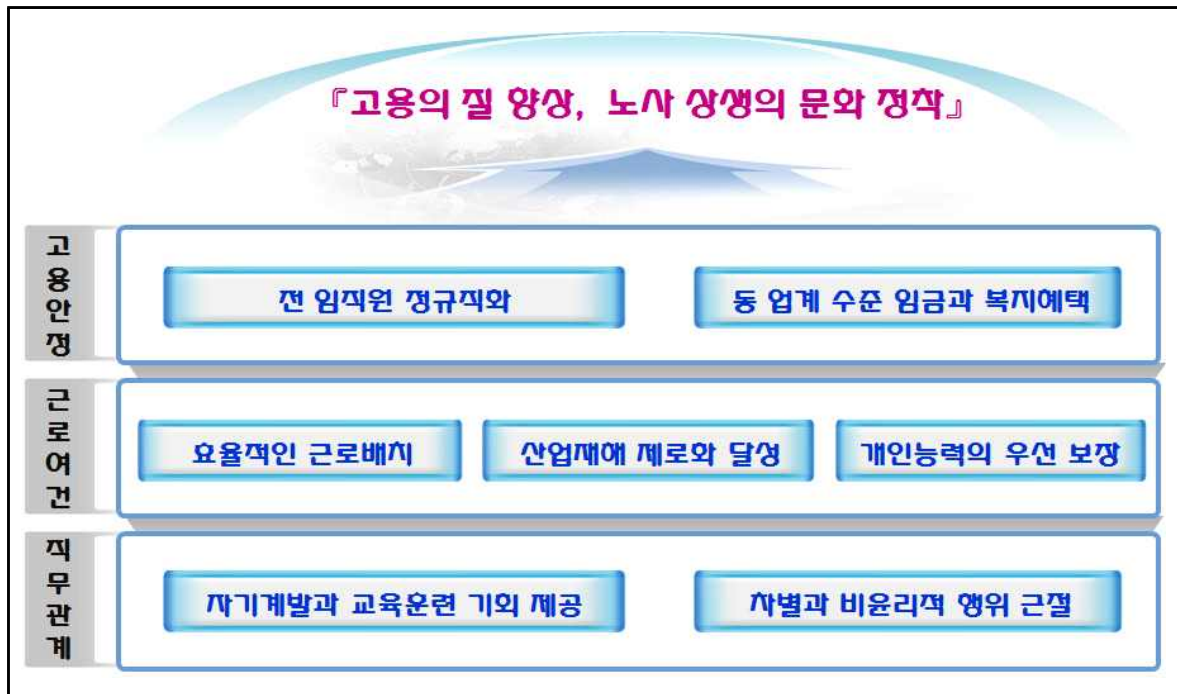 『고용의 질 향상, 노사 상생의 문화 정착』
고용안정
전 임직원 정규직화
동 업계 수준 임금과 복지혜택
근로여건
효율적인 근로배치
산업재해 제로화 달성
개인능력의 우선 보장
직무관계
자기계발과 교육훈련 기회 제공
차별과 비윤리적 행위 근절